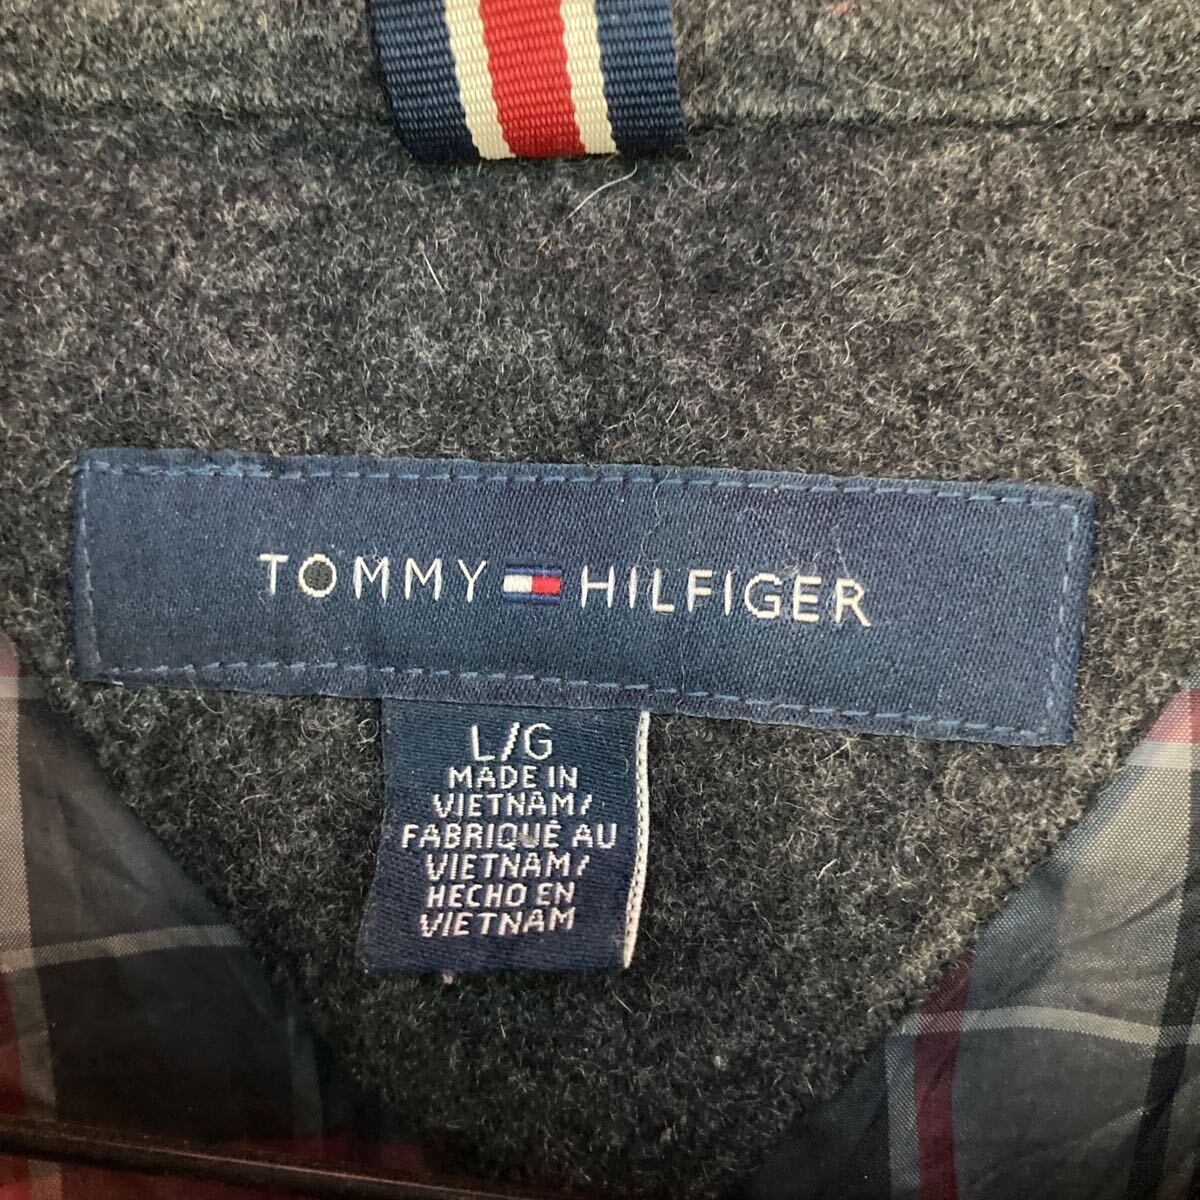 TOMMY HILFIGER
L/G
MADE IN
VIETNAM/
FABRIQUÉ AU
VIETNAM/
HECHO EN
VIETNAM